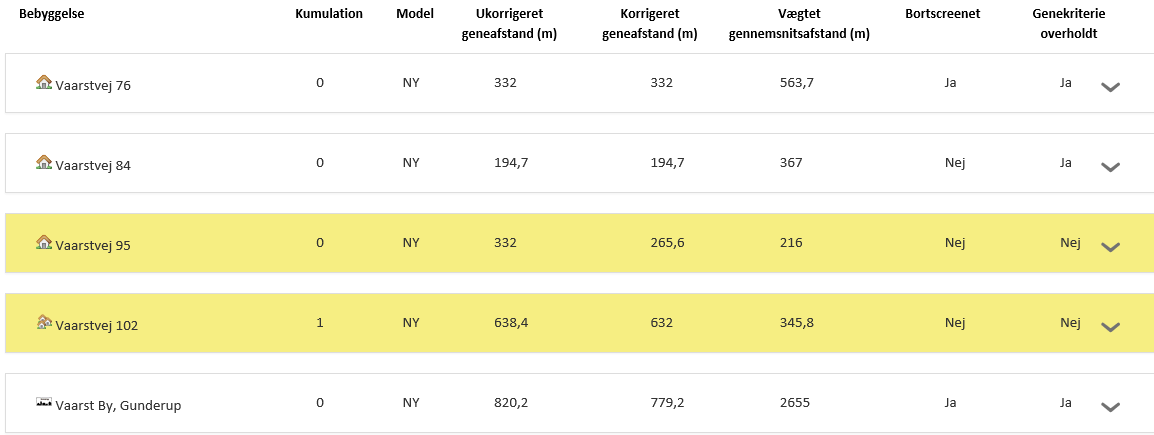 Bebyggelse Kumulation Model Ukorrigeret geneafstand (m) Korrigeret geneafstand (m) Vægtet gennemsnitsafstand (m) Bortscreenet Genekriterie overholdt
Vaarstvej 76 0 NY 332 332 563,7 Ja Ja
Vaarstvej 84 0 NY 194,7 194,7 367 Nej Ja
Vaarstvej 95 0 NY 332 265,6 216 Nej Nej
Vaarstvej 102 1 NY 638,4 632 345,8 Nej Nej
Vaarst By, Gunderup 0 NY 820,2 779,2 2655 Ja Ja